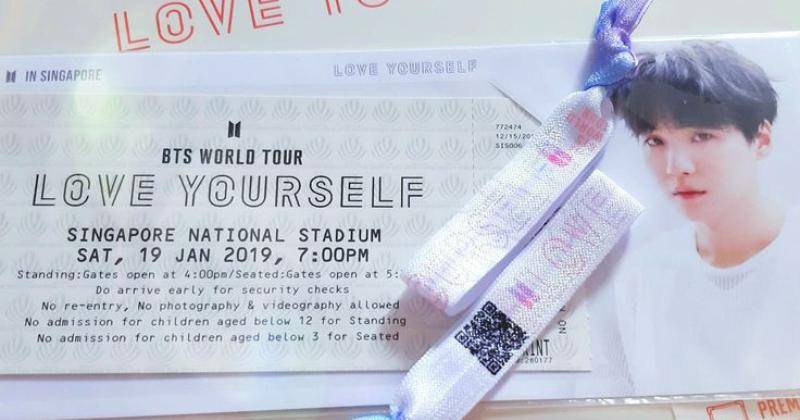 LOVE YO
IN SINGAPORE
LOVE YOURSELF
772474
BTS WORLD TOUR
LOVE YOURSELF
SINGAPORE NATIONAL STADIUM
SAT, 19 JAN 2019, 7:00PM
Standing:Gates open at 4:00pm/Seated:Gates open at 5:
Do arrive early for security checks
No re-entry, No photography & videography allowed
No admission for children aged below 12 for Standing
No admission for children aged below 3 for Seated
PREM